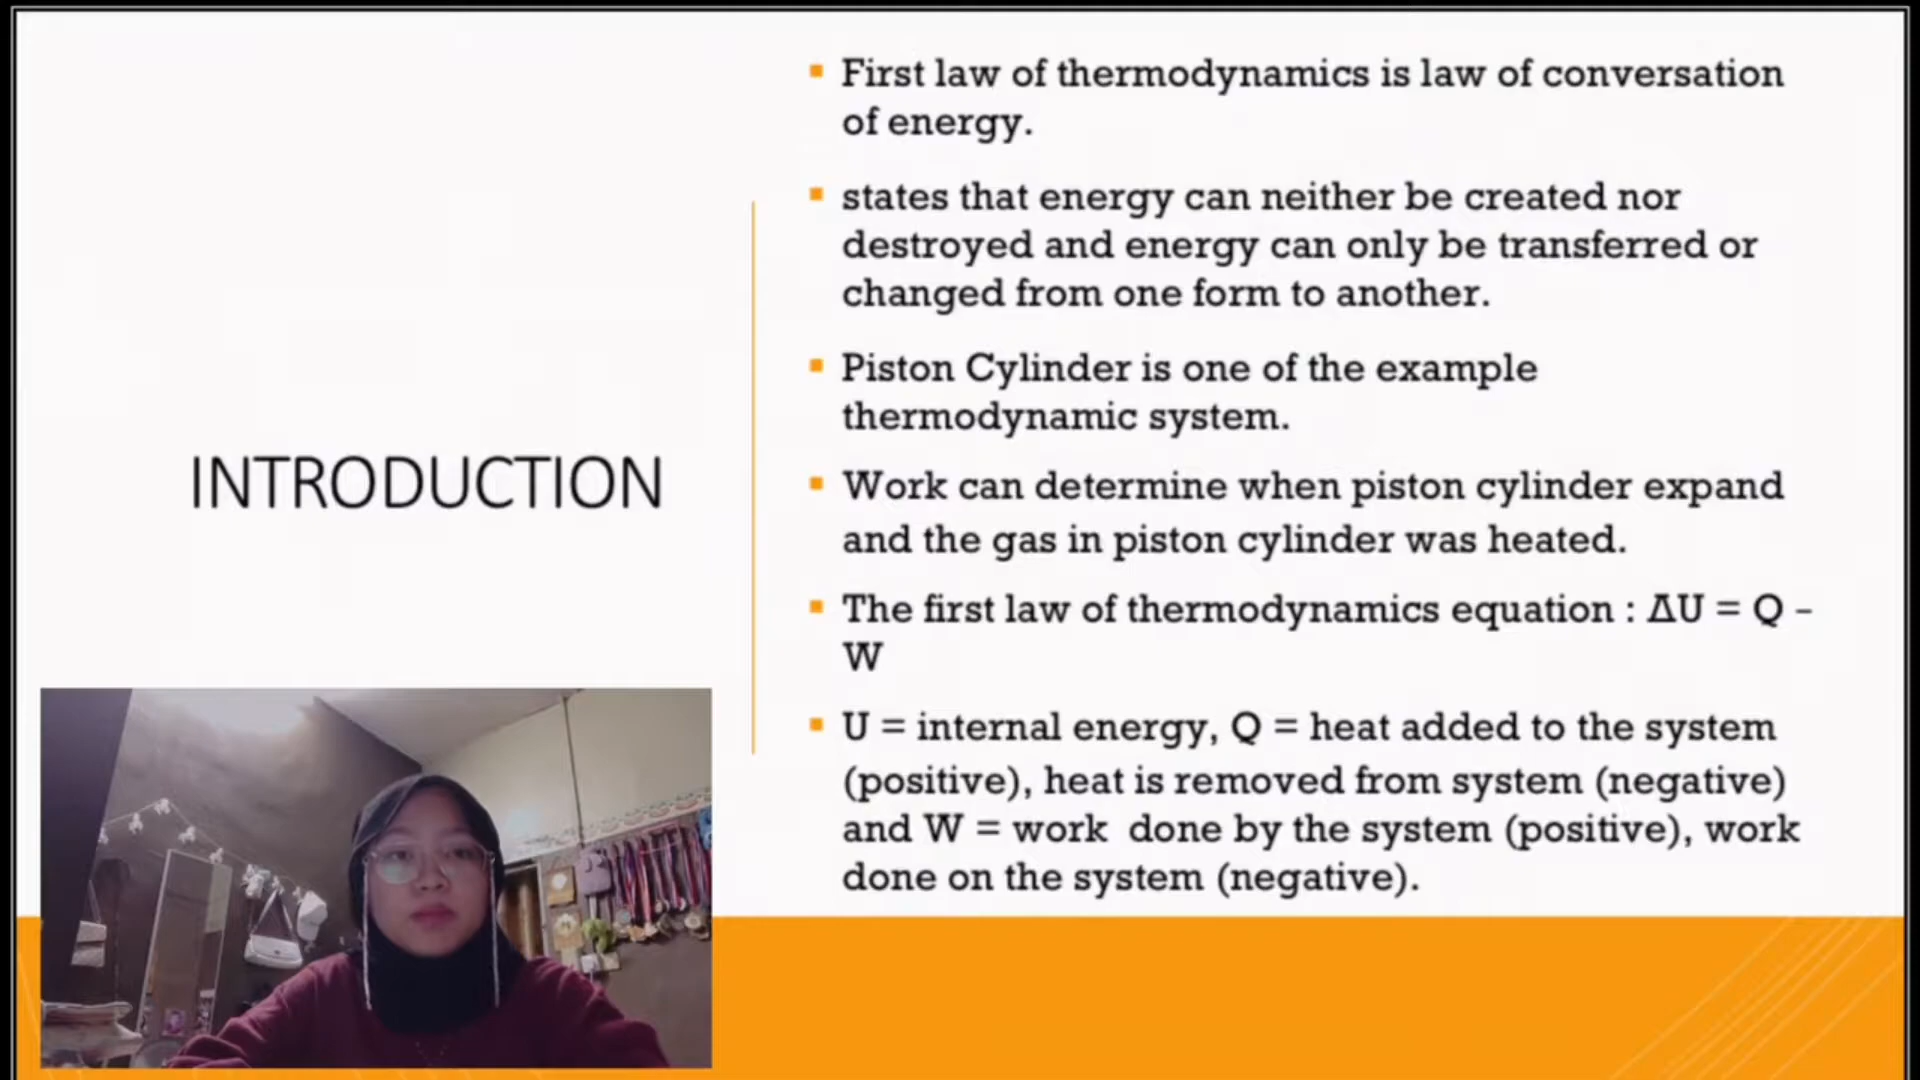 INTRODUCTION
First law of thermodynamics is law of conversation
of energy.
states that energy can neither be created nor
destroyed and energy can only be transferred or
changed from one form to another.
Piston Cylinder is one of the example
thermodynamic system.
Work can determine when piston cylinder expand
and the gas in piston cylinder was heated.
The first law of thermodynamics equation : ΔU = Q –
W
U = internal energy, Q = heat added to the system
(positive), heat is removed from system (negative)
and W = work done by the system (positive), work
done on the system (negative).